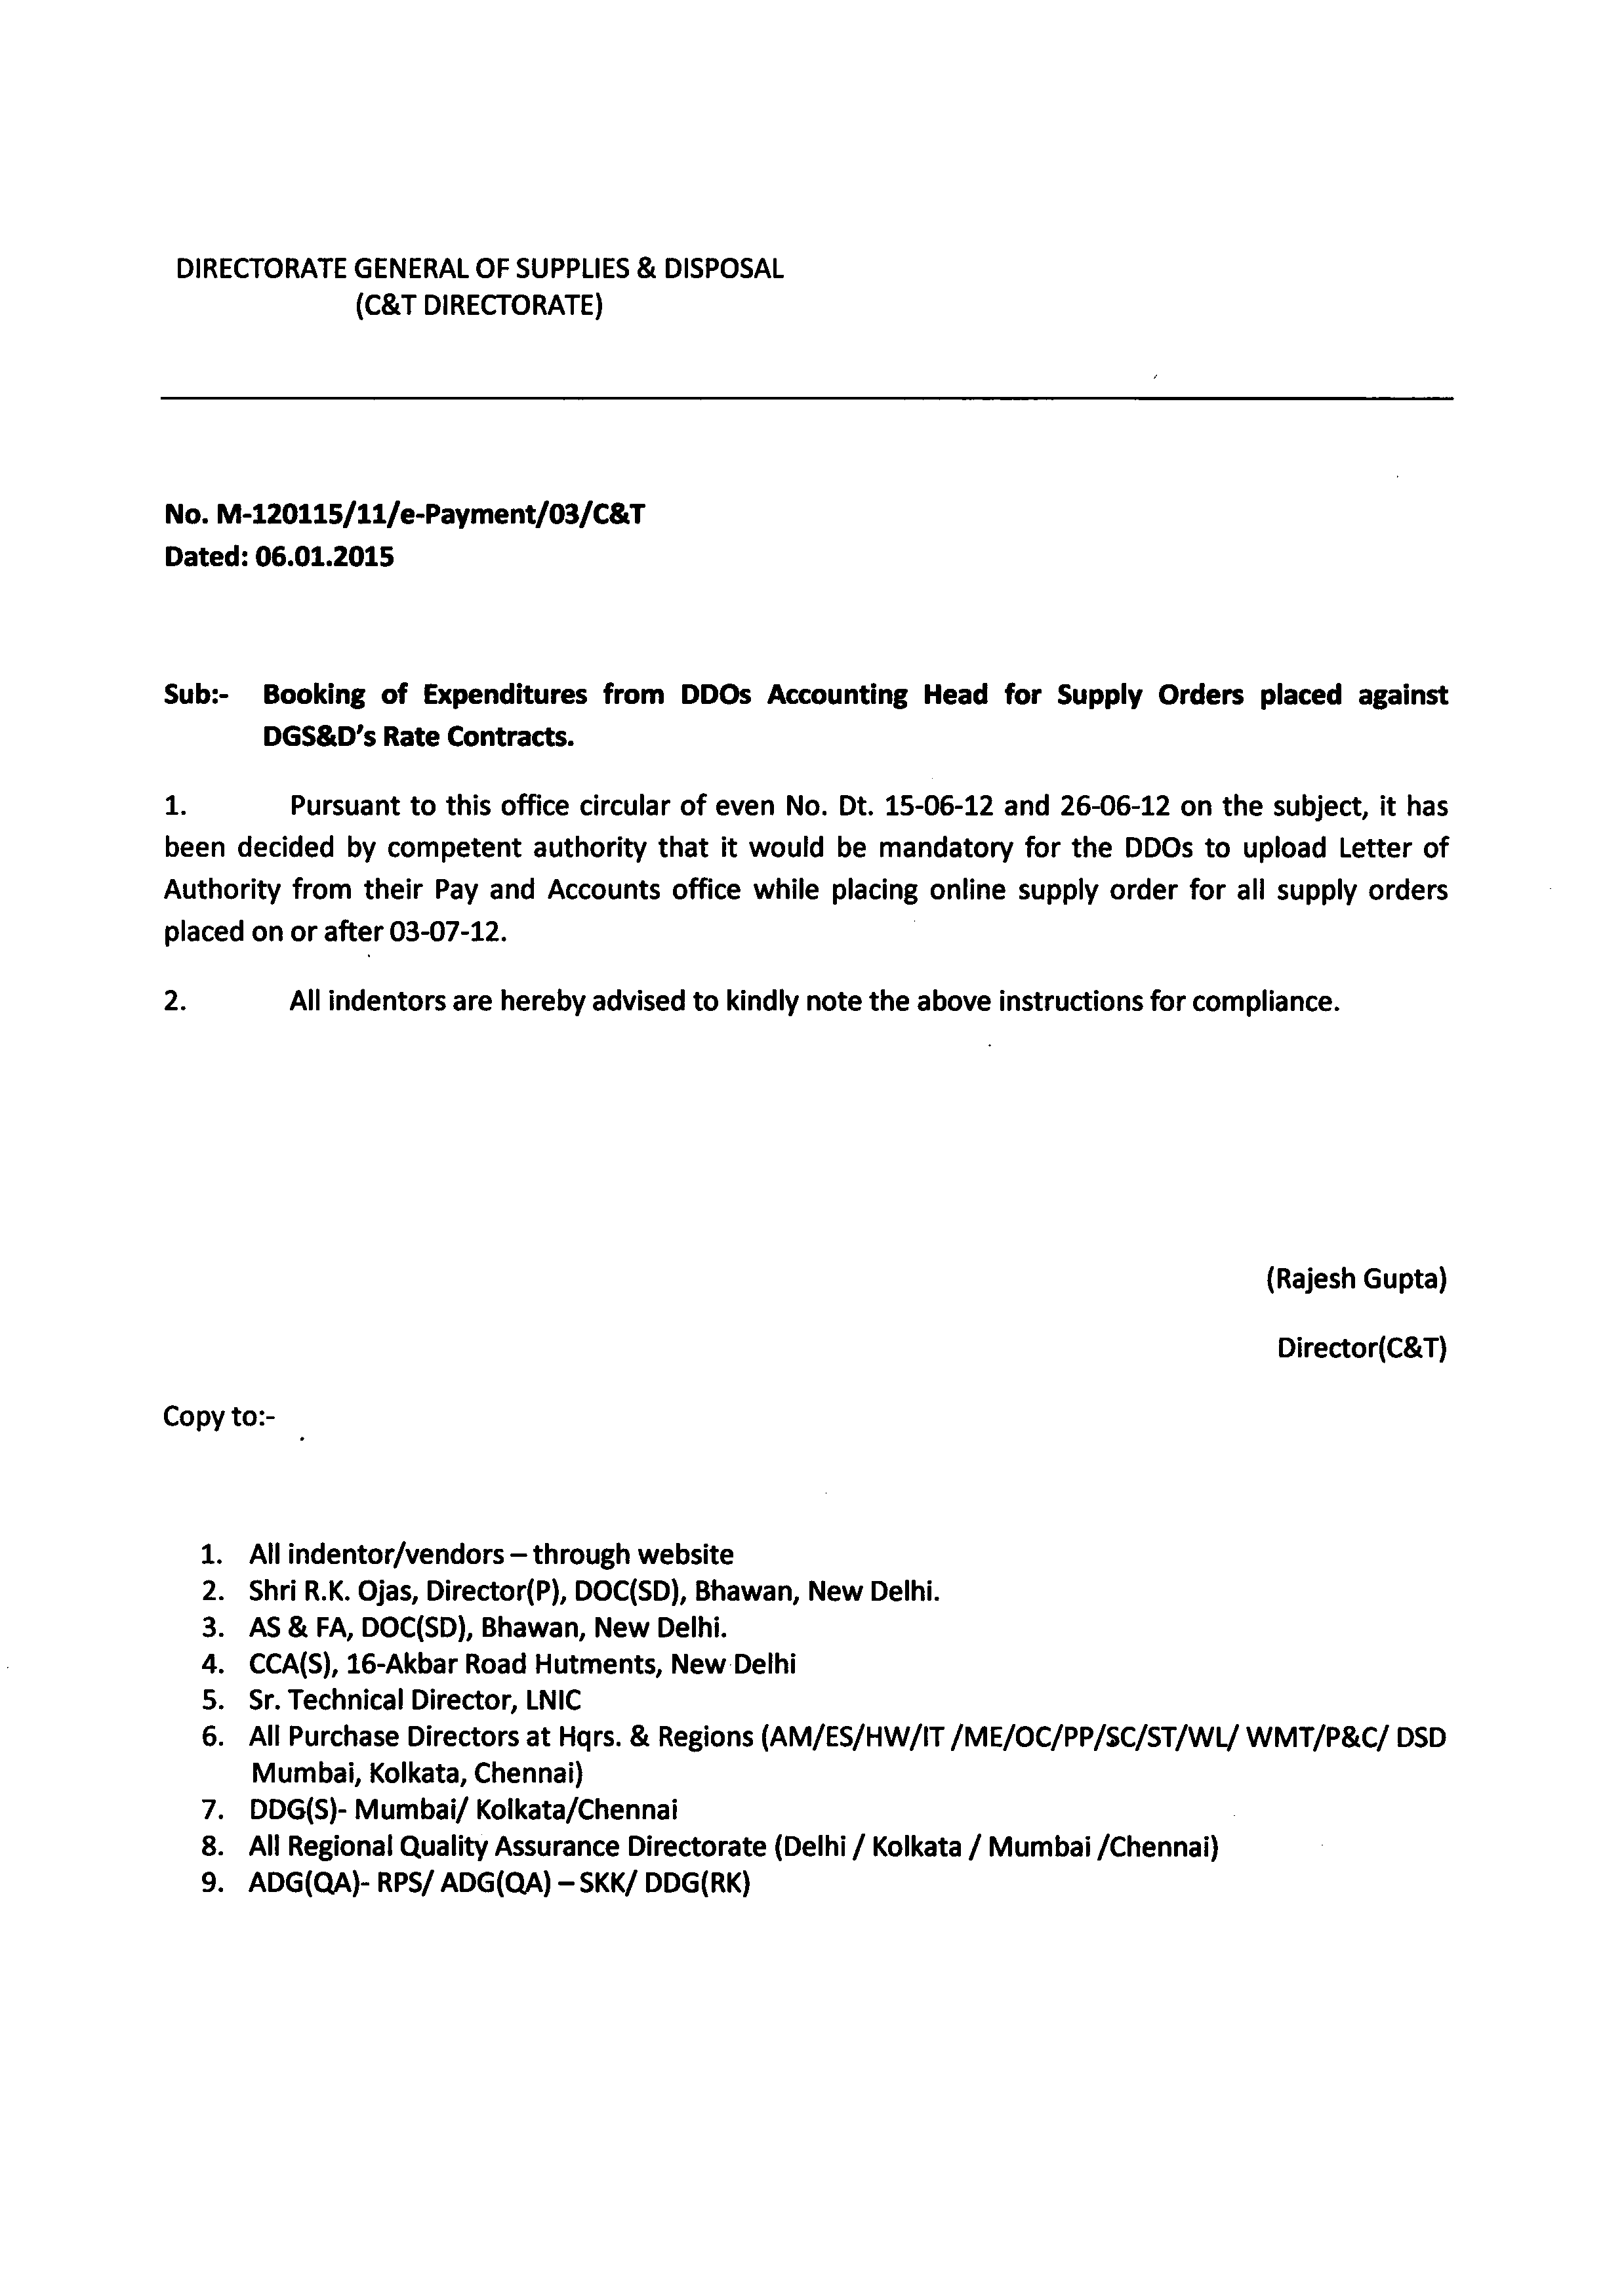 DIRECTORATE GENERAL OF SUPPLIES & DISPOSAL
(C&T DIRECTORATE)
No. M-120115/11/e-Payment/03/C&T
Dated: 06.01.2015
Sub:- Booking of Expenditures from DDOs Accounting Head for Supply Orders placed against
DGS&D's Rate Contracts.
1. Pursuant to this office circular of even No. Dt. 15-06-12 and 26-06-12 on the subject, it has
been decided by competent authority that it would be mandatory for the DDOs to upload Letter of
Authority from their Pay and Accounts office while placing online supply order for all supply orders
placed on or after 03-07-12.
2. All indentors are hereby advised to kindly note the above instructions for compliance.
(Rajesh Gupta)
Director(C&T)
Copy to:-
1. All indentor/vendors – through website
2. Shri R.K. Ojas, Director(P), DOC(SD), Bhawan, New Delhi.
3. AS & FA, DOC(SD), Bhawan, New Delhi.
4. CCA(S), 16-Akbar Road Hutments, New Delhi
5. Sr. Technical Director, LNIC
6. All Purchase Directors at Hqrs. & Regions (AM/ES/HW/IT /ME/OC/PP/SC/ST/WL/ WMT/P&C/ DSD
Mumbai, Kolkata, Chennai)
7. DDG(S)- Mumbai/ Kolkata/Chennai
8. All Regional Quality Assurance Directorate (Delhi / Kolkata / Mumbai /Chennai)
9. ADG(QA)- RPS/ ADG(QA) – SKK/ DDG(RK)